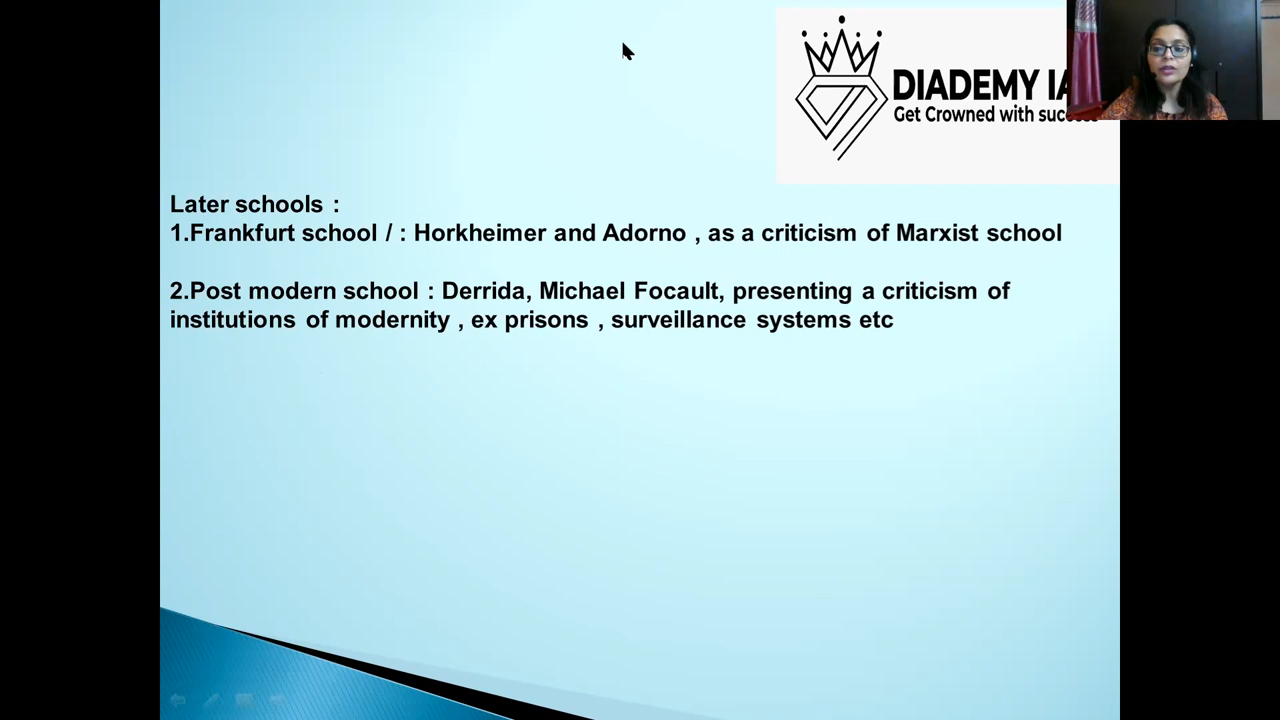 DIADEMY IA
Get Crowned with success
Later schools :
1.Frankfurt school / : Horkheimer and Adorno , as a criticism of Marxist school
2.Post modern school : Derrida, Michael Focault, presenting a criticism of
institutions of modernity , ex prisons , surveillance systems etc